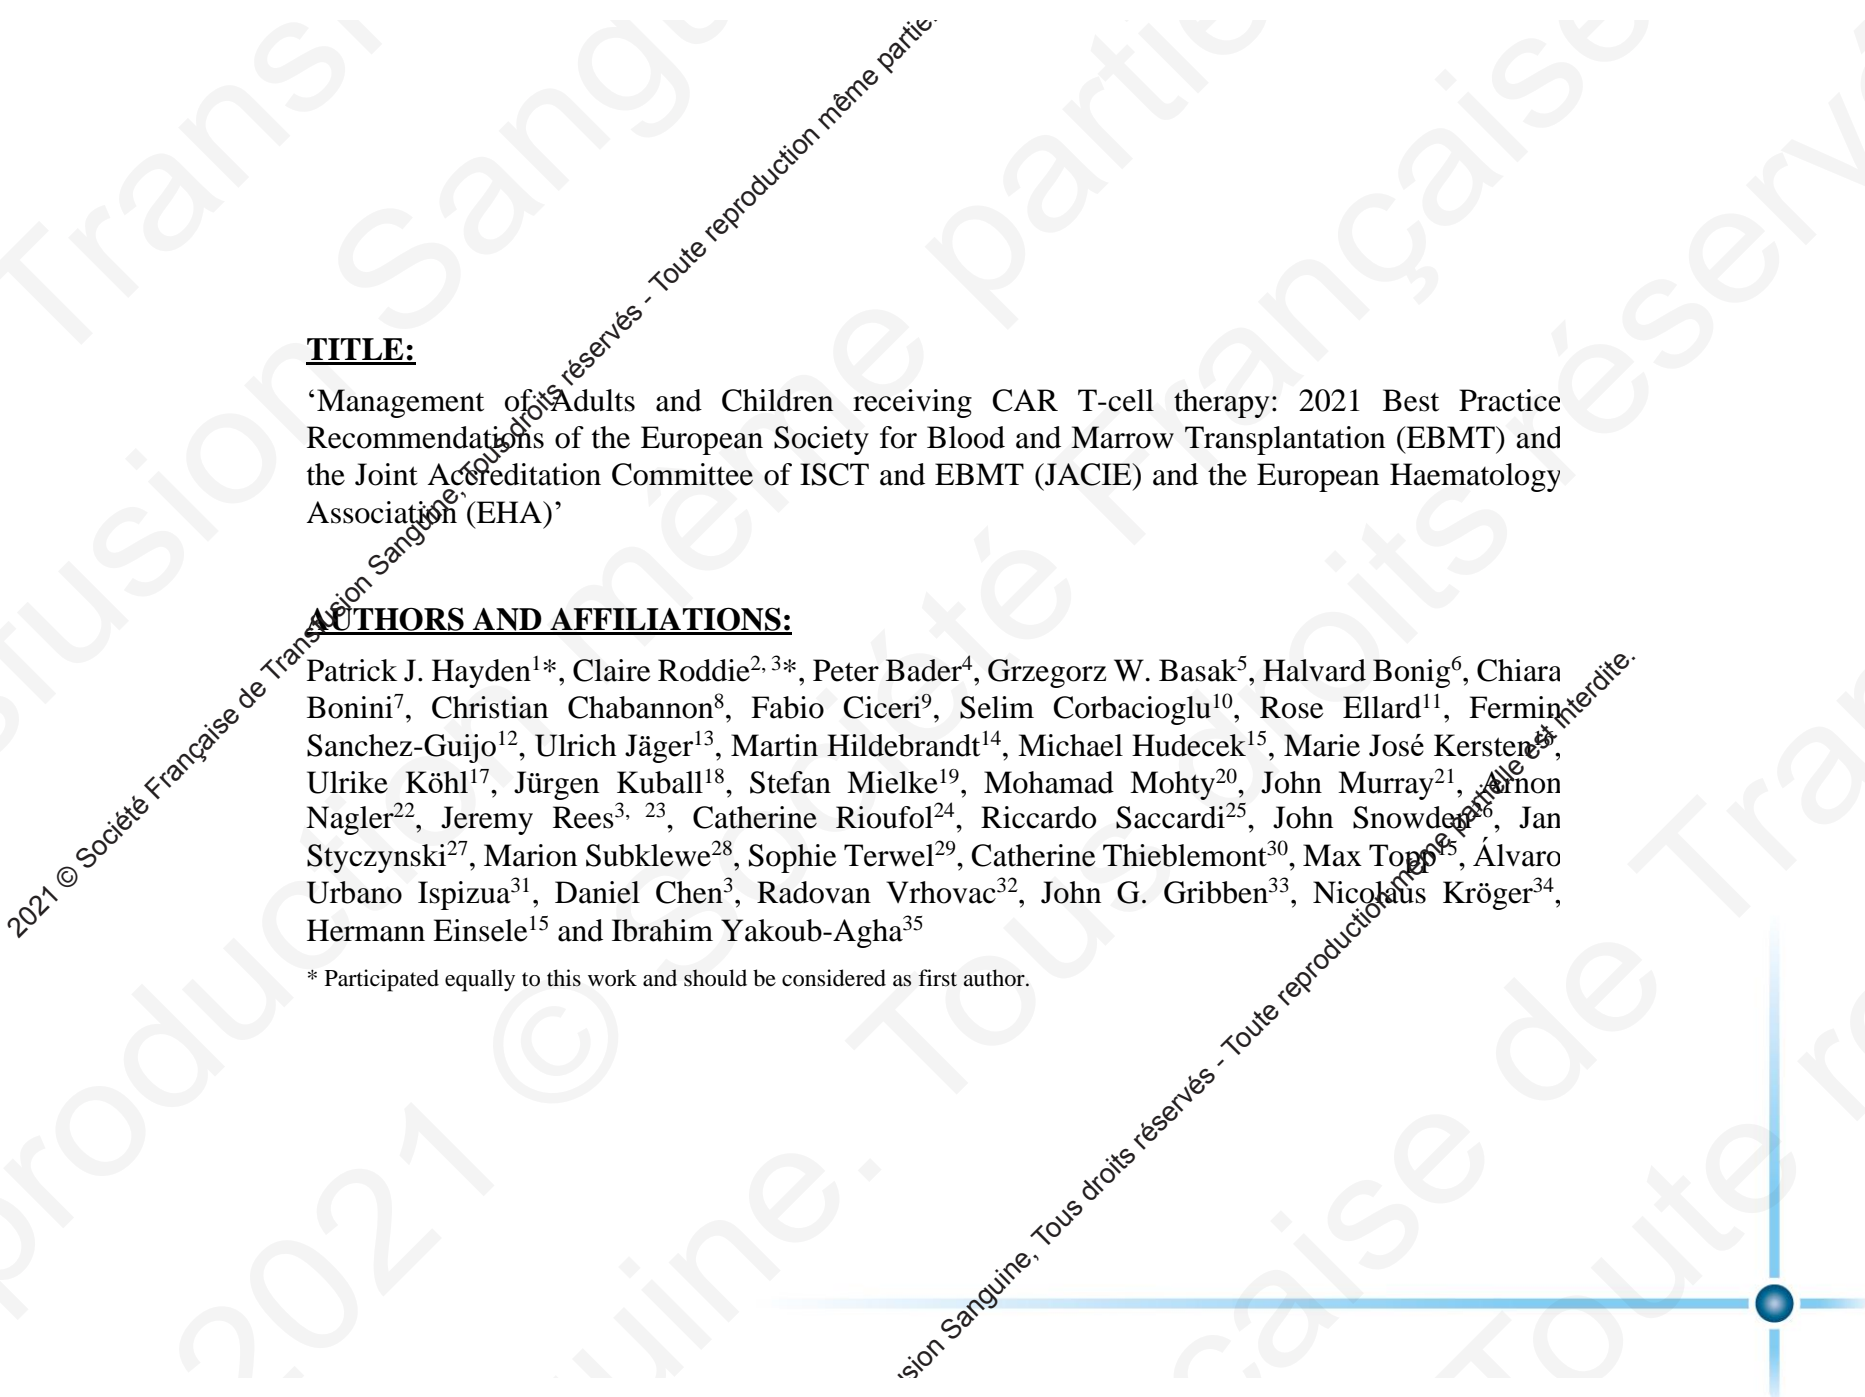 TITLE:
‘Management of Adults and Children receiving CAR T-cell therapy: 2021 Best Practice
Recommendations of the European Society for Blood and Marrow Transplantation (EBMT) and
the Joint Accreditation Committee of ISCT and EBMT (JACIE) and the European Haematology
Association (EHA)’
AUTHORS AND AFFILIATIONS:
Patrick J. Hayden1*, Claire Roddie2, 3*, Peter Bader4, Grzegorz W. Basak5, Halvard Bonig6, Chiara
Bonini7, Christian Chabannon8, Fabio Ciceri9, Selim Corbacioglu10, Rose Ellard11, Fermin
Sanchez-Guijo12, Ulrich Jäger13, Martin Hildebrandt14, Michael Hudecek15, Marie José Kersten16,
Ulrike Köhl17, Jürgen Kuball18, Stefan Mielke19, Mohamad Mohty20, John Murray21, Arnon
Nagler22, Jeremy Rees3, 23, Catherine Rioufol24, Riccardo Saccardi25, John Snowden26, Jan
Styczynski27, Marion Subklewe28, Sophie Terwel29, Catherine Thieblemont30, Max Topp15, Álvaro
Urbano Ispizua31, Daniel Chen3, Radovan Vrhovac32, John G. Gribben33, Nicolaus Kröger34,
Hermann Einsele15 and Ibrahim Yakoub-Agha35
* Participated equally to this work and should be considered as first author.
2021 © Société Française de Transfusion Sanguine, Tous droits réservés - Toute reproduction même partie
Sanguine, Tous droits réservés - Toute reproduction même partielle est interdite.